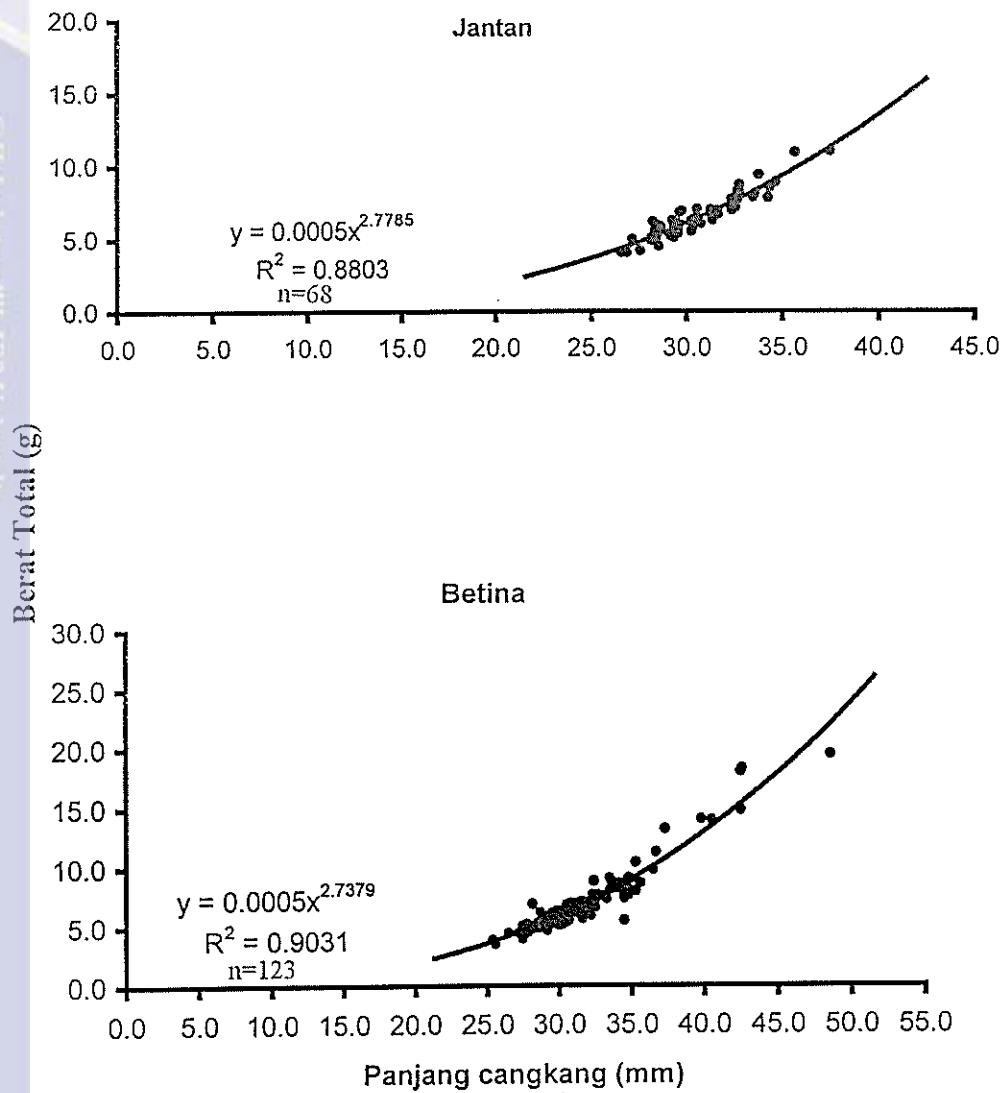 Jantan
20.0
15.0
10.0
5.0
0.0
y = 0.0005x^2.7785
R² = 0.8803
n=68
0.0 5.0 10.0 15.0 20.0 25.0 30.0 35.0 40.0 45.0
Berat Total (g)
Betina
30.0
25.0
20.0
15.0
10.0
5.0
0.0
y = 0.0005x^2.7379
R² = 0.9031
n=123
0.0 5.0 10.0 15.0 20.0 25.0 30.0 35.0 40.0 45.0 50.0 55.0
Panjang cangkang (mm)